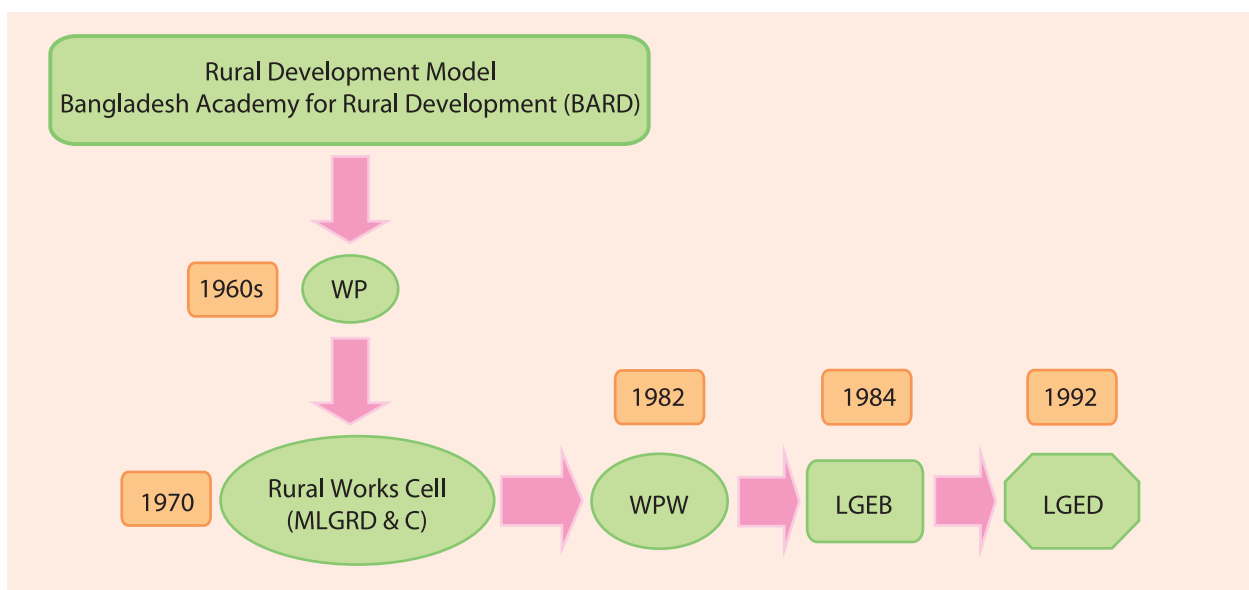 Rural Development Model
Bangladesh Academy for Rural Development (BARD)
1960s
WP
1970
Rural Works Cell
(MLGRD & C)
1982
WPW
1984
LGEB
1992
LGED